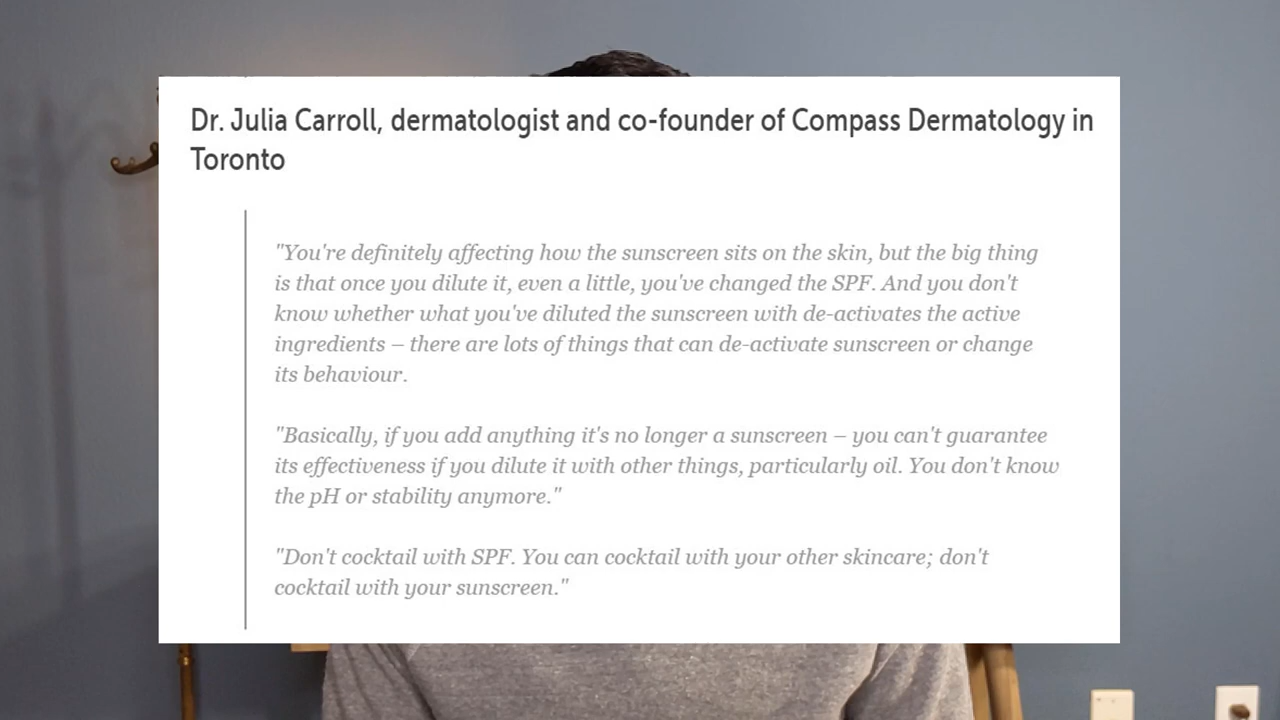 Dr. Julia Carroll, dermatologist and co-founder of Compass Dermatology in
Toronto
"You're definitely affecting how the sunscreen sits on the skin, but the big thing
is that once you dilute it, even a little, you've changed the SPF. And you don't
know whether what you've diluted the sunscreen with de-activates the active
ingredients – there are lots of things that can de-activate sunscreen or change
its behaviour.
"Basically, if you add anything it's no longer a sunscreen – you can't guarantee
its effectiveness if you dilute it with other things, particularly oil. You don't know
the pH or stability anymore."
"Don't cocktail with SPF. You can cocktail with your other skincare; don't
cocktail with your sunscreen."